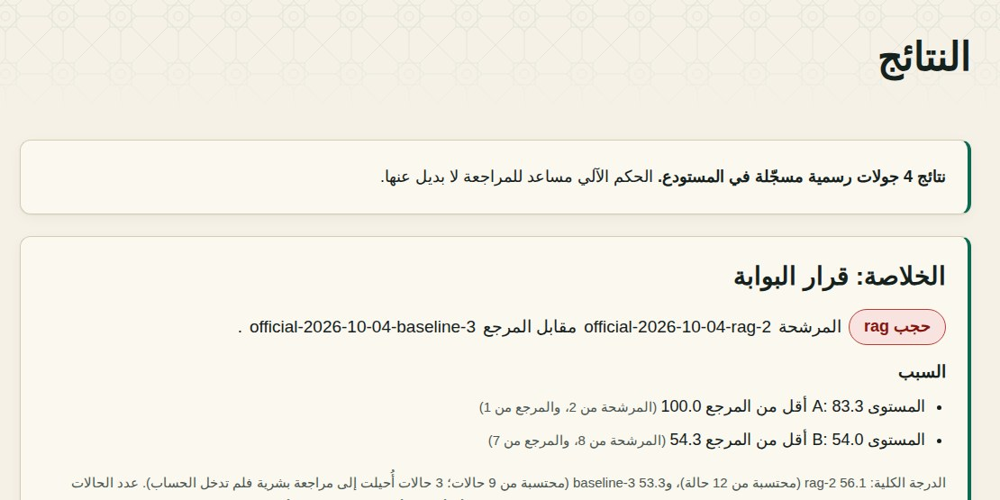 النتائج
نتائج 4 جولات رسمية مسجّلة في المستودع. الحكم الآلي مساعد للمراجعة لا بديل عنها.
الخلاصة: قرار البوابة
حجب rag المرشحة official-2026-10-04-rag-2 مقابل المرجع official-2026-10-04-baseline-3 .
السبب
• المستوى A: 83.3 أقل من المرجع 100.0 (المرشحة من 2، والمرجع من 1)
• المستوى B: 54.0 أقل من المرجع 54.3 (المرشحة من 8، والمرجع من 7)
الدرجة الكلية: rag-2 56.1 (محتسبة من 12 حالة)، وbaseline-3 53.3 (محتسبة من 9 حالات؛ 3 حالات أُحيلت إلى مراجعة بشرية فلم تدخل الحساب). عدد الحالات